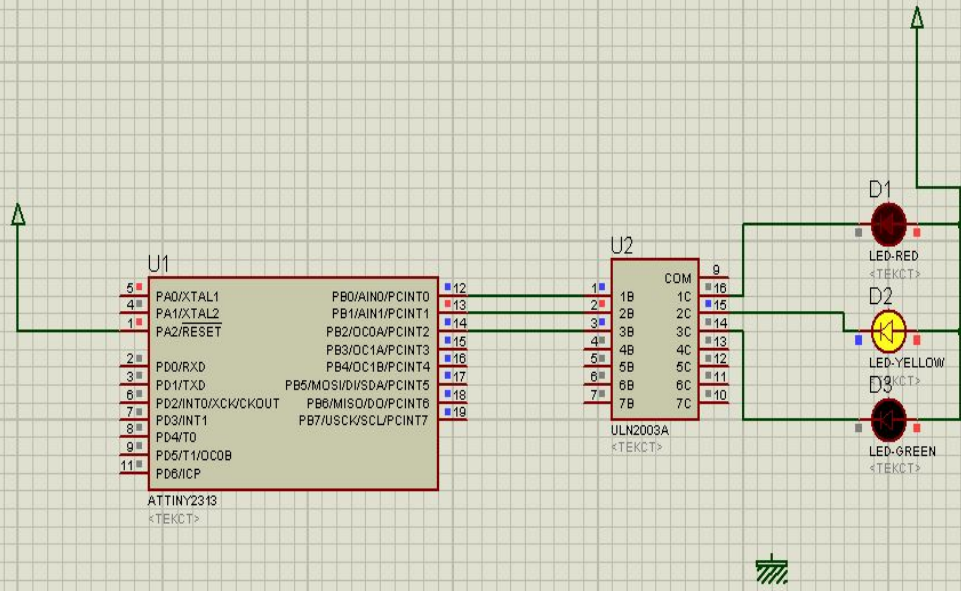 D1
LED-RED
<TEKCT>
D2
LED-YELLOW
<TEKCT>
D3
LED-GREEN
<TEKCT>
U1
5 PA0/XTAL1
4 PA1/XTAL2
1 PA2/RESET
2 PD0/RXD
3 PD1/TXD
6 PD2/INT0/XCK/CKOUT
7 PD3/INT1
8 PD4/T0
9 PD5/T1/OC0B
11 PD6/ICP
PB0/AIN0/PCINT0 12
PB1/AIN1/PCINT1 13
PB2/OC0A/PCINT2 14
PB3/OC1A/PCINT3 15
PB4/OC1B/PCINT4 16
PB5/MOSI/DI/SDA/PCINT5 17
PB6/MISO/DO/PCINT6 18
PB7/USCK/SCL/PCINT7 19
ATTINY2313
<TEKCT>
U2
COM 9
1 1B 1C 16
2 2B 2C 15
3 3B 3C 14
4 4B 4C 13
5 5B 5C 12
6 6B 6C 11
7 7B 7C 10
ULN2003A
<TEKCT>